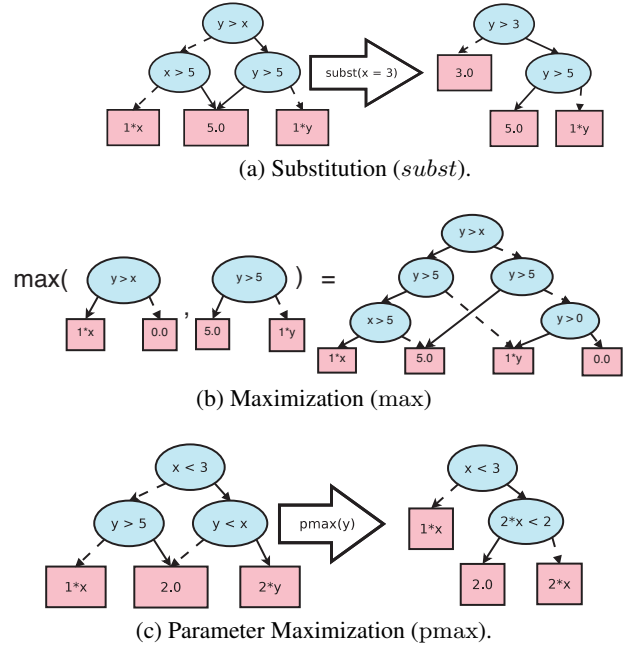 y > x
x > 5 y > 5
1*x 5.0 1*y
subst(x = 3)
y > 3
3.0 y > 5
5.0 1*y
(a) Substitution (subst).
max( y > x , y > 5 ) =
1*x 0.0 5.0 1*y
y > x
y > 5 y > 5
x > 5 y > 0
1*x 5.0 1*y 0.0
(b) Maximization (max)
x < 3
y > 5 y < x
1*x 2.0 2*y
pmax(y)
x < 3
1*x 2*x < 2
2.0 2*x
(c) Parameter Maximization (pmax).